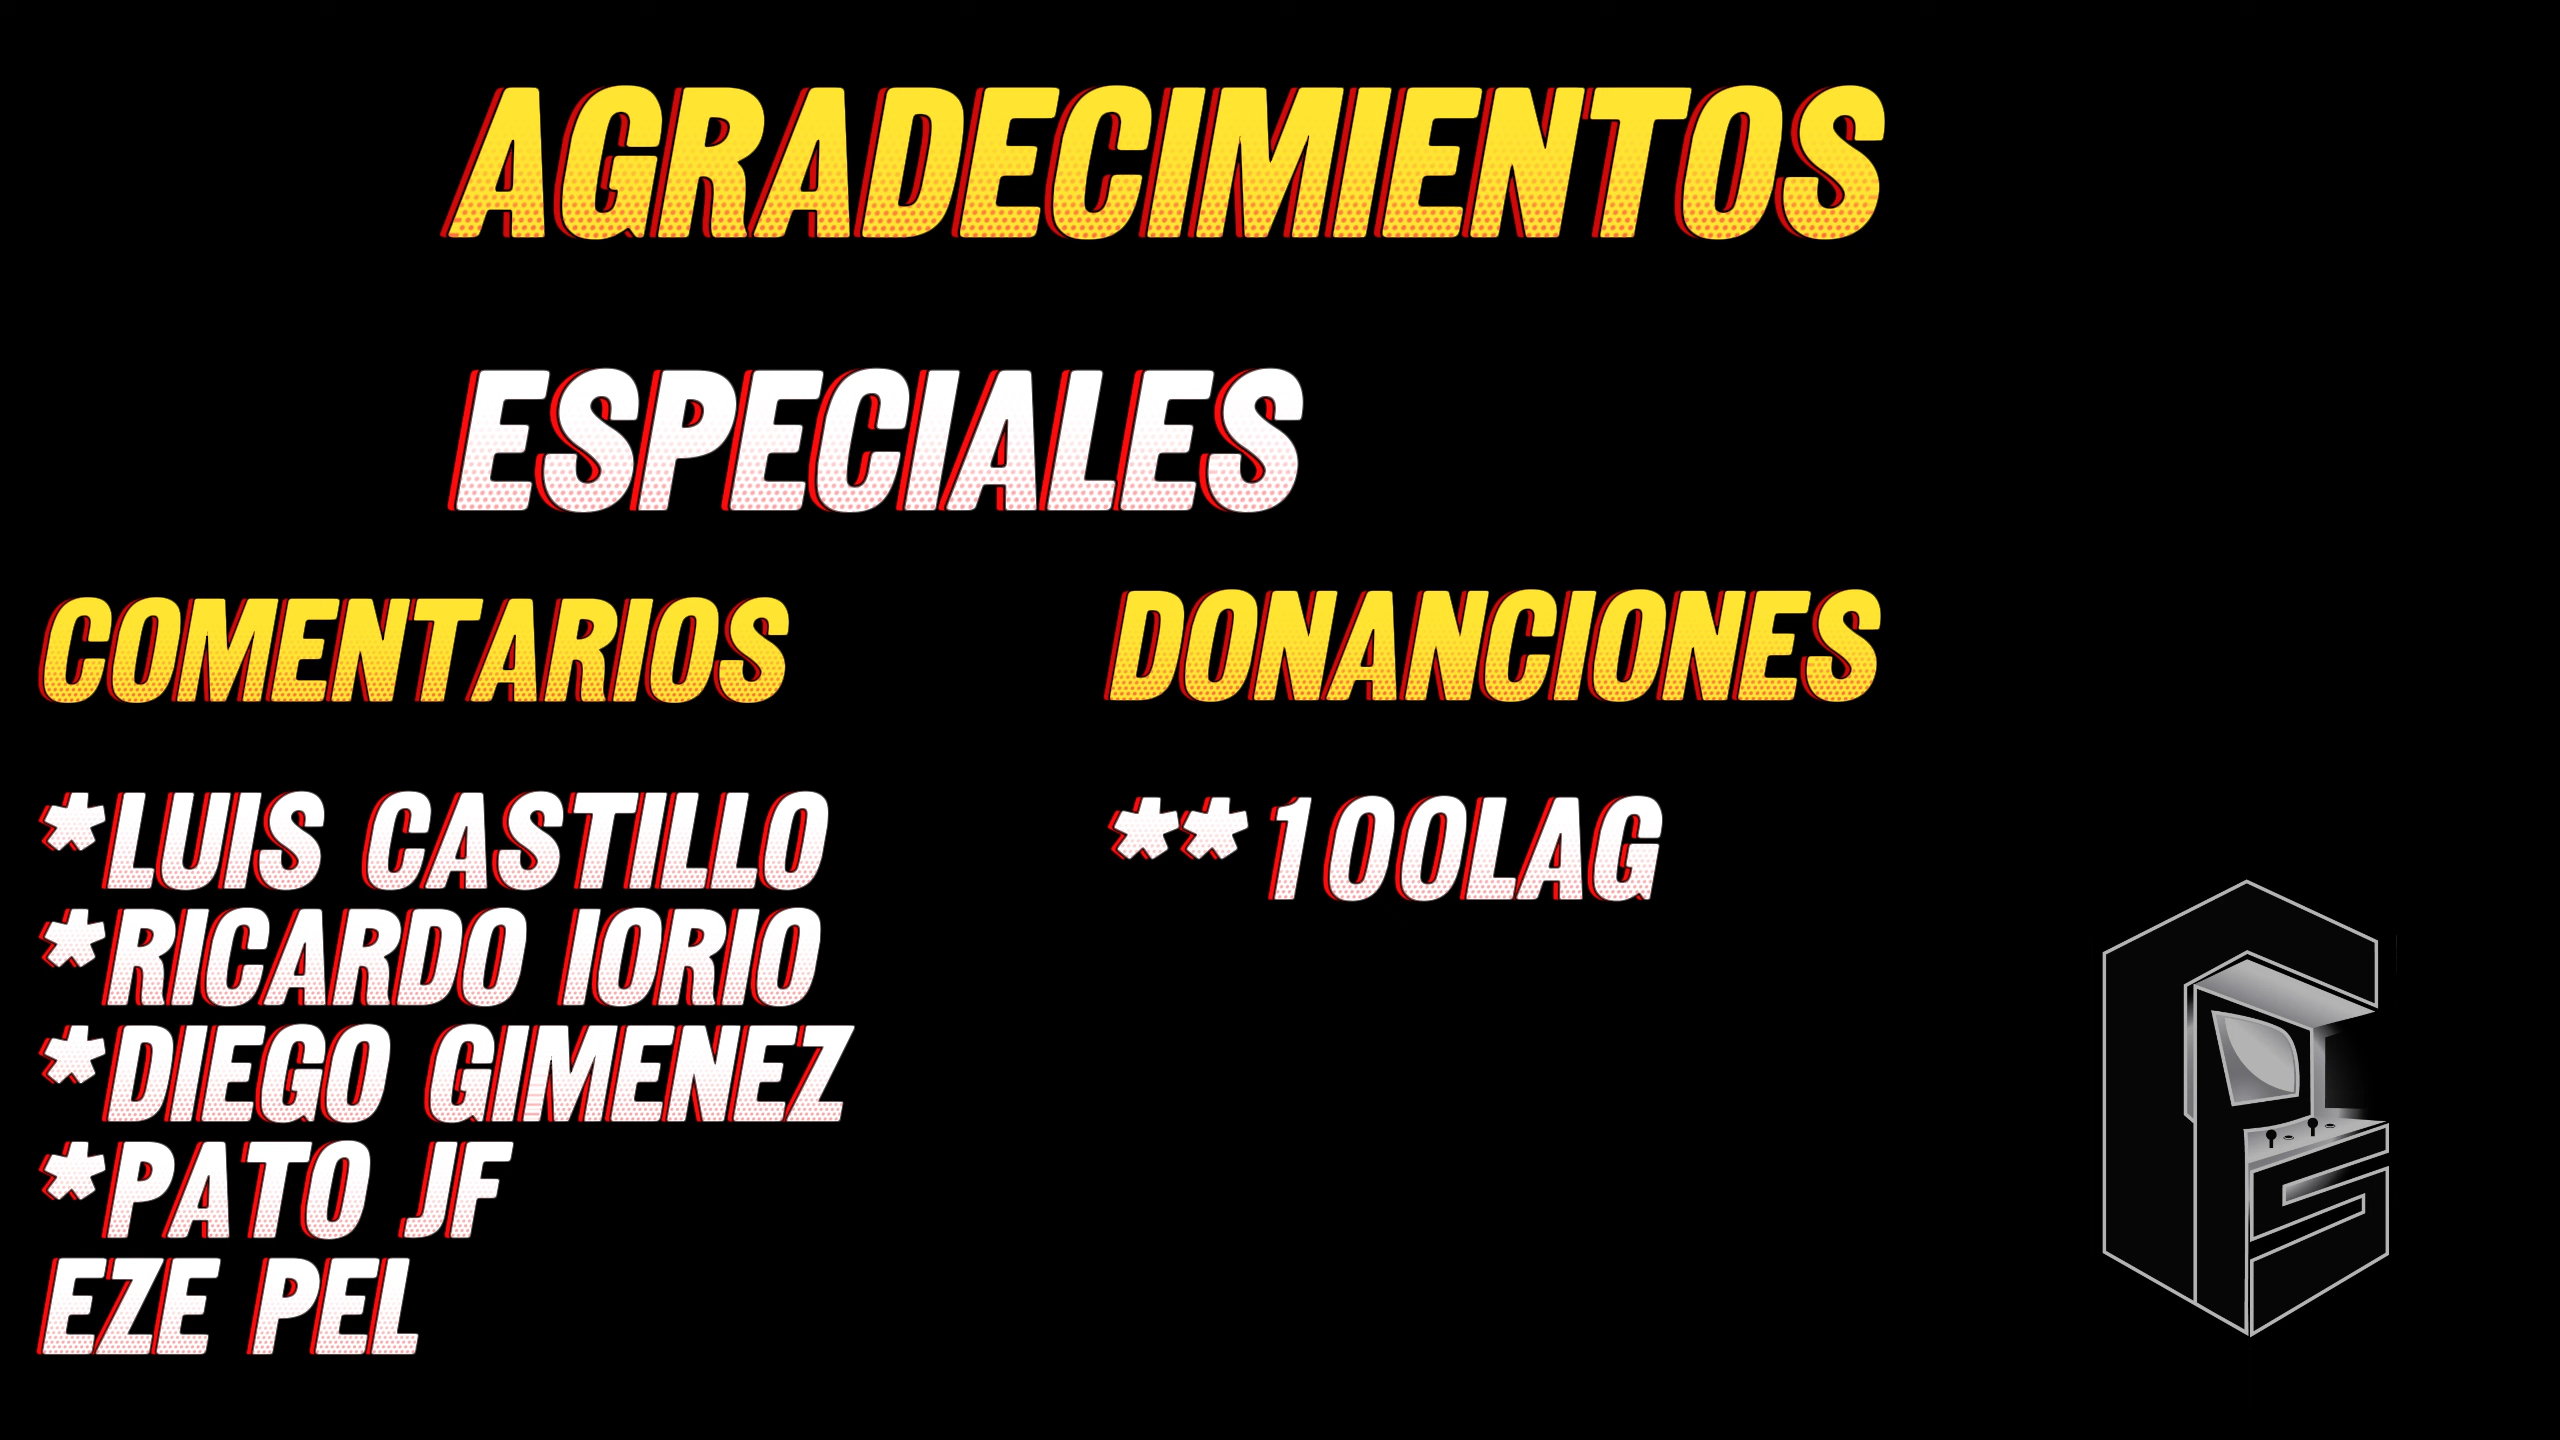 AGRADECIMIENTOS
ESPECIALES
COMENTARIOS
*LUIS CASTILLO
*RICARDO IORIO
*DIEGO GIMENEZ
*PATO JF
EZE PEL
DONANCIONES
**100LAG